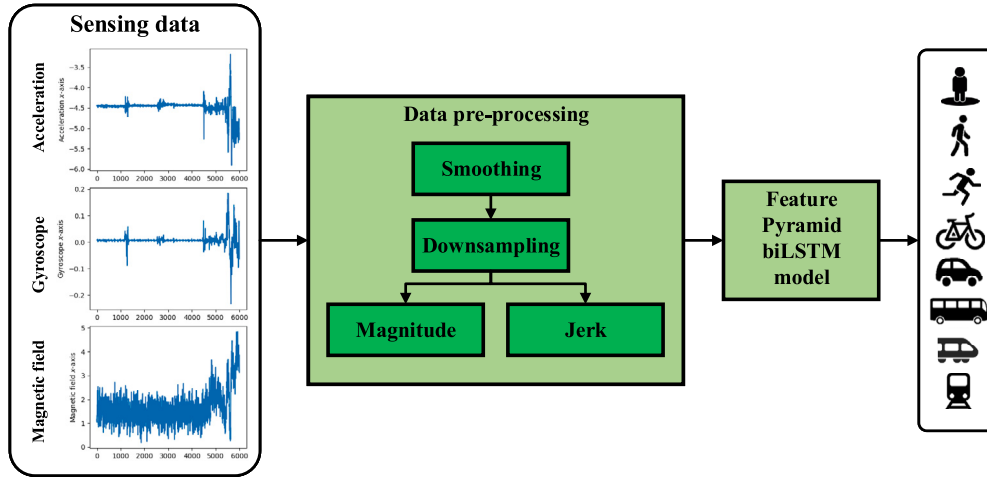 Sensing data
Acceleration
Acceleration x-axis
−3.5
−4.0
−4.5
−5.0
−5.5
−6.0
0 1000 2000 3000 4000 5000 6000
Gyroscope
Gyroscope x-axis
0.2
0.1
0.0
−0.1
−0.2
0 1000 2000 3000 4000 5000 6000
Magnetic field
Magnetic field x-axis
5
4
3
2
1
0
0 1000 2000 3000 4000 5000 6000
Data pre-processing
Smoothing
Downsampling
Magnitude
Jerk
Feature
Pyramid
biLSTM
model